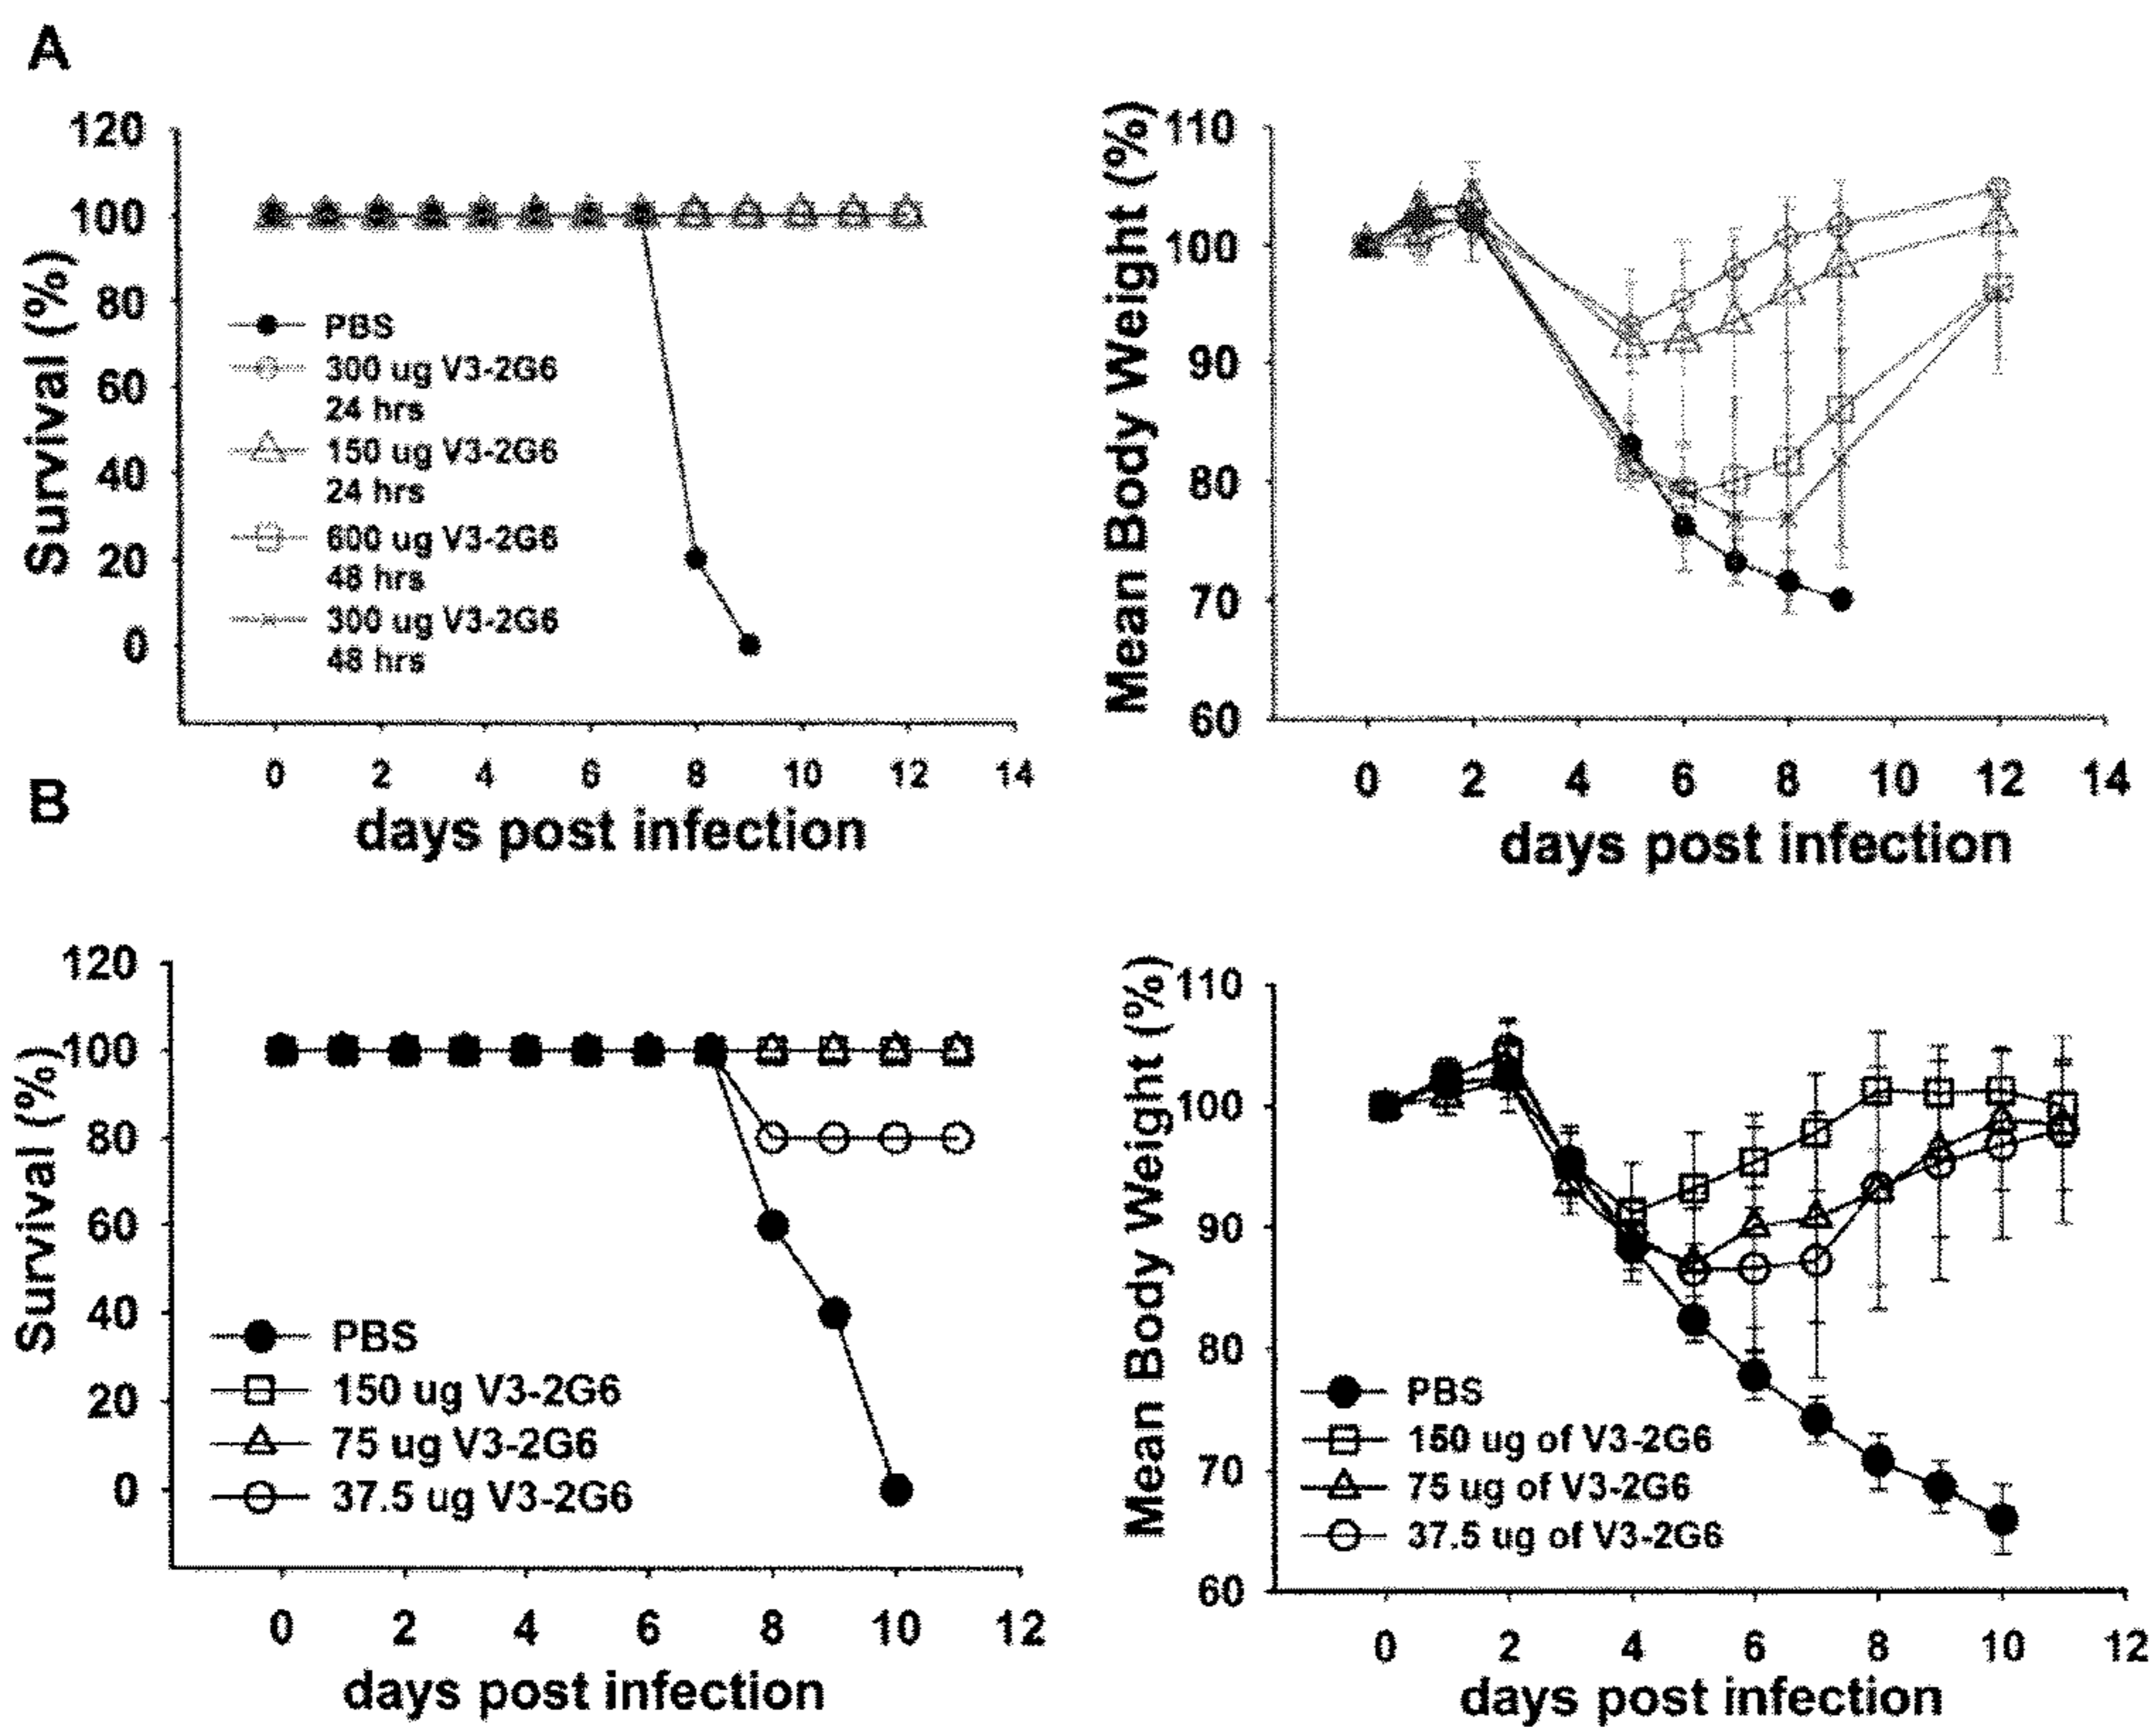 A
120
100
80
60
40
20
0
Survival (%)
PBS
300 ug V3-2G6
24 hrs
150 ug V3-2G6
24 hrs
600 ug V3-2G6
48 hrs
300 ug V3-2G6
48 hrs
0 2 4 6 8 10 12 14
days post infection
110
100
90
80
70
60
Mean Body Weight (%)
0 2 4 6 8 10 12 14
days post infection
B
120
100
80
60
40
20
0
Survival (%)
PBS
150 ug V3-2G6
75 ug V3-2G6
37.5 ug V3-2G6
0 2 4 6 8 10 12
days post infection
110
100
90
80
70
60
Mean Body Weight (%)
PBS
150 ug of V3-2G6
75 ug of V3-2G6
37.5 ug of V3-2G6
0 2 4 6 8 10 12
days post infection